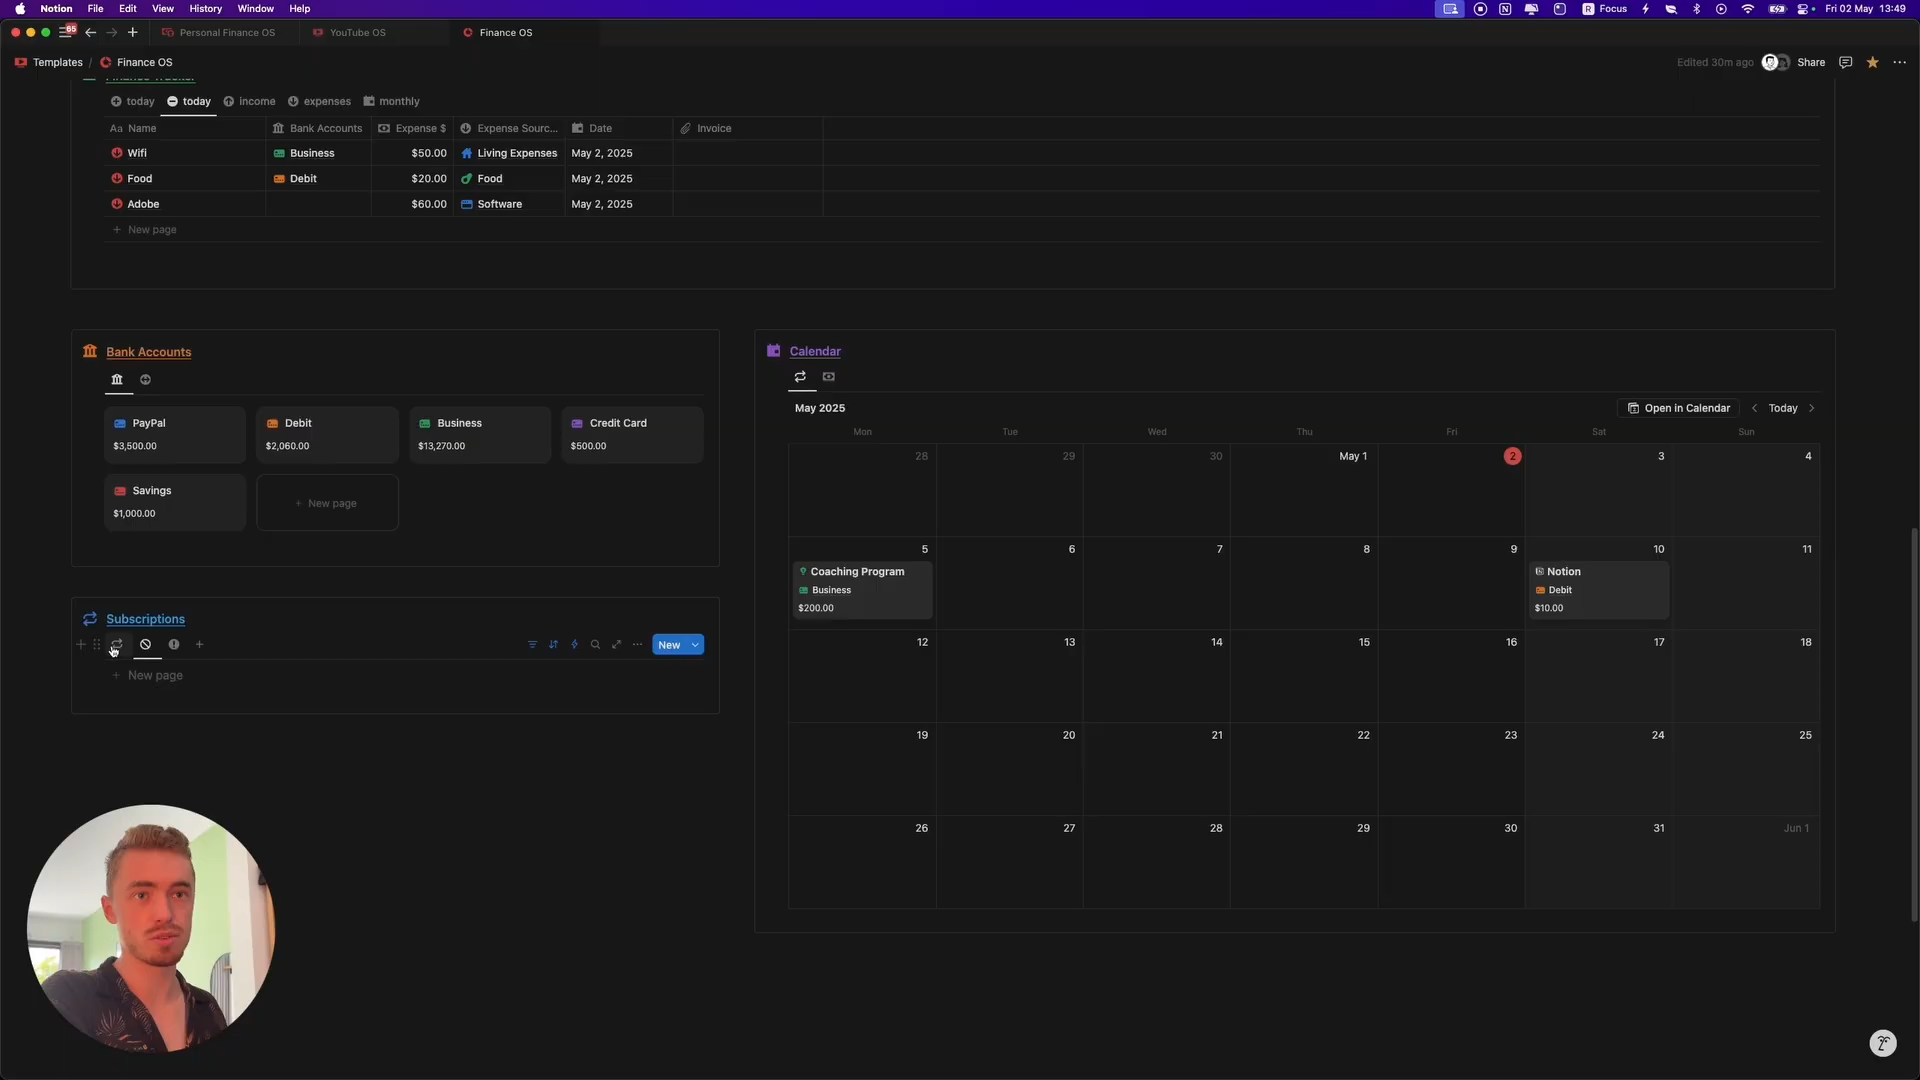 Notion File Edit View History Window Help Focus Fri 02 May 13:49
65 Personal Finance OS YouTube OS Finance OS
Templates / Finance OS Edited 30m ago Share
Finance Tracker
today today income expenses monthly
Aa Name Bank Accounts Expense $ Expense Sourc... Date Invoice
Wifi Business $50.00 Living Expenses May 2, 2025
Food Debit $20.00 Food May 2, 2025
Adobe $60.00 Software May 2, 2025
+ New page
Bank Accounts
PayPal Debit Business Credit Card
$3,500.00 $2,060.00 $13,270.00 $500.00
Savings
$1,000.00
+ New page
Subscriptions
New
+ New page
Calendar
May 2025 Open in Calendar Today
Mon Tue Wed Thu Fri Sat Sun
28 29 30 May 1 2 3 4
5 6 7 8 9 10 11
Coaching Program Notion
Business Debit
$200.00 $10.00
12 13 14 15 16 17 18
19 20 21 22 23 24 25
26 27 28 29 30 31 Jun 1